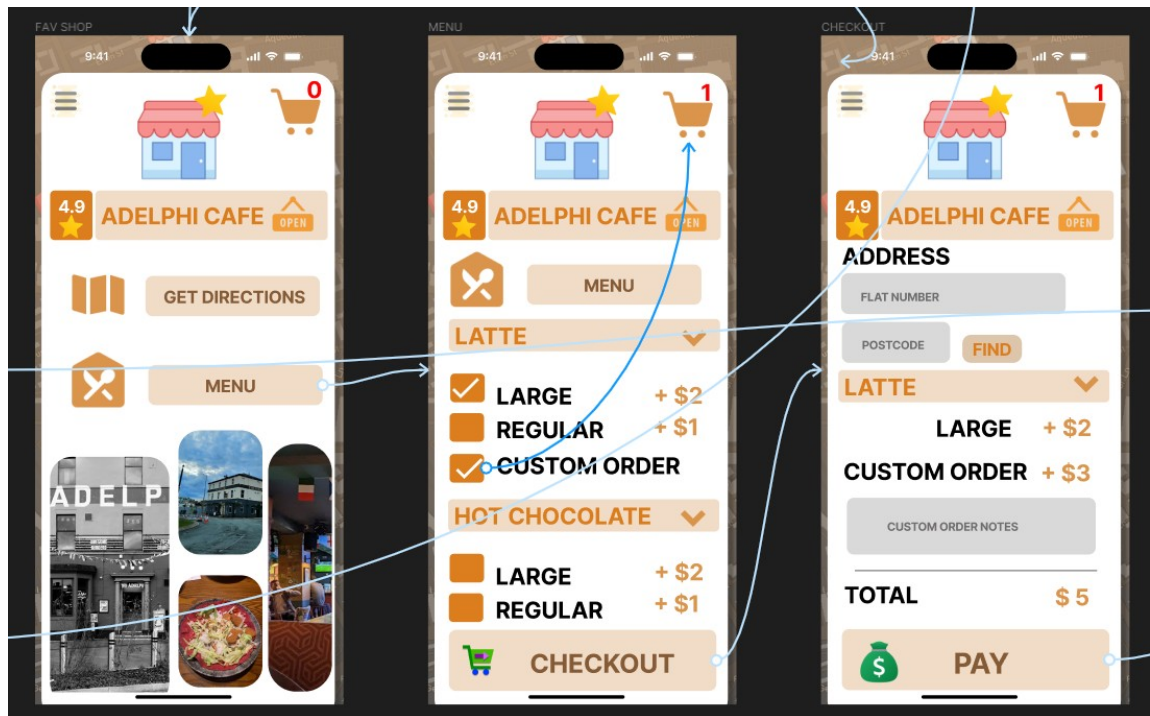 FAV SHOP
9:41
0
4.9
ADELPHI CAFE
OPEN
GET DIRECTIONS
MENU
ADELP
MENU
9:41
1
4.9
ADELPHI CAFE
OPEN
MENU
LATTE
LARGE + $2
REGULAR + $1
CUSTOM ORDER
HOT CHOCOLATE
LARGE + $2
REGULAR + $1
CHECKOUT
CHECKOUT
9:41
1
4.9
ADELPHI CAFE
OPEN
ADDRESS
FLAT NUMBER
POSTCODE
FIND
LATTE
LARGE + $2
CUSTOM ORDER + $3
CUSTOM ORDER NOTES
TOTAL $ 5
$
PAY